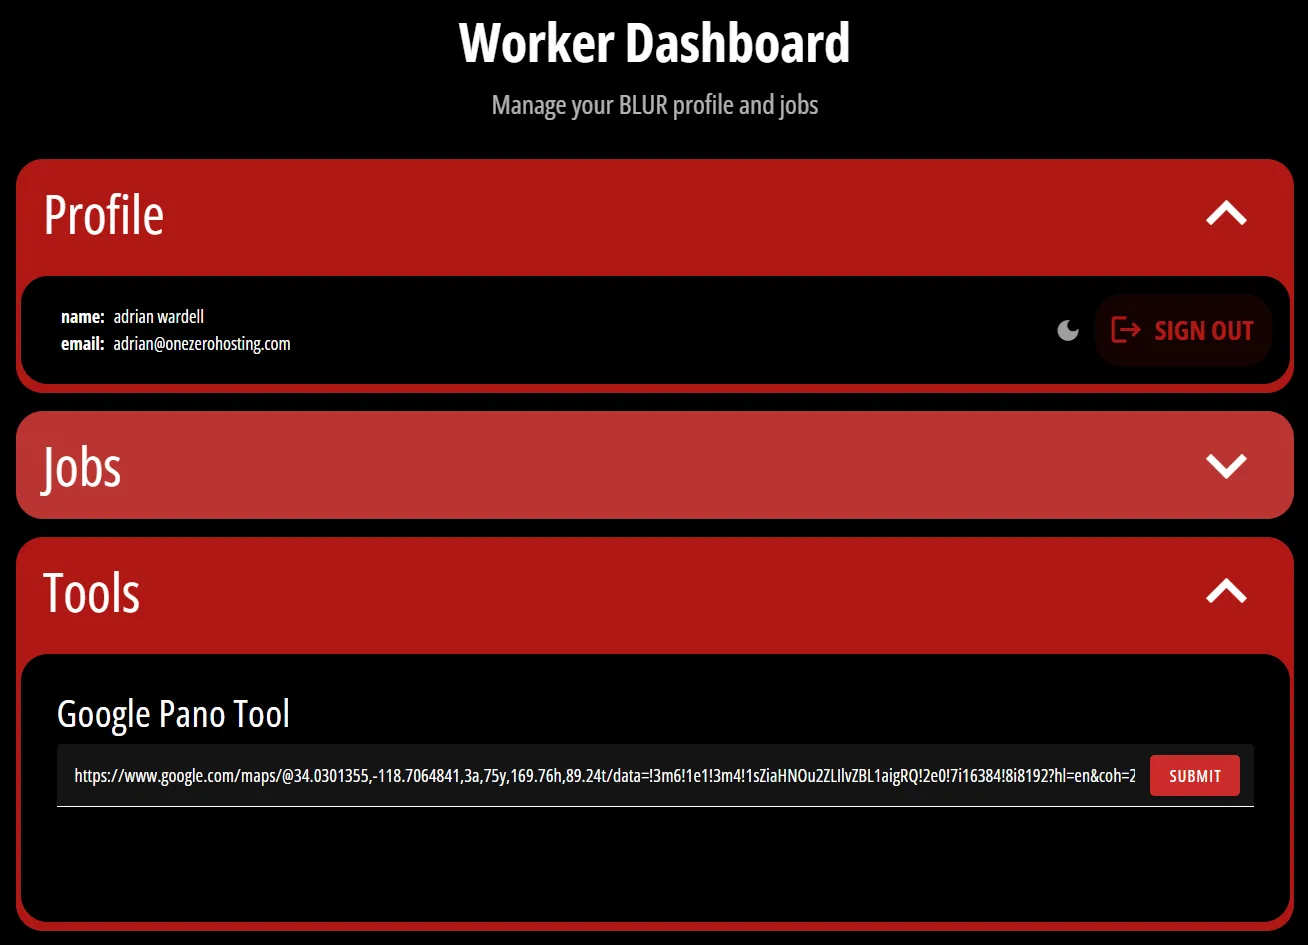 Worker Dashboard
Manage your BLUR profile and jobs
Profile
name: adrian wardell
email: adrian@onezerohosting.com
SIGN OUT
Jobs
Tools
Google Pano Tool
https://www.google.com/maps/@34.0301355,-118.7064841,3a,75y,169.76h,89.24t/data=!3m6!1e1!3m4!1sZiaHNOu2ZLIlvZBL1aigRQ!2e0!7i16384!8i8192?hl=en&coh=2
SUBMIT